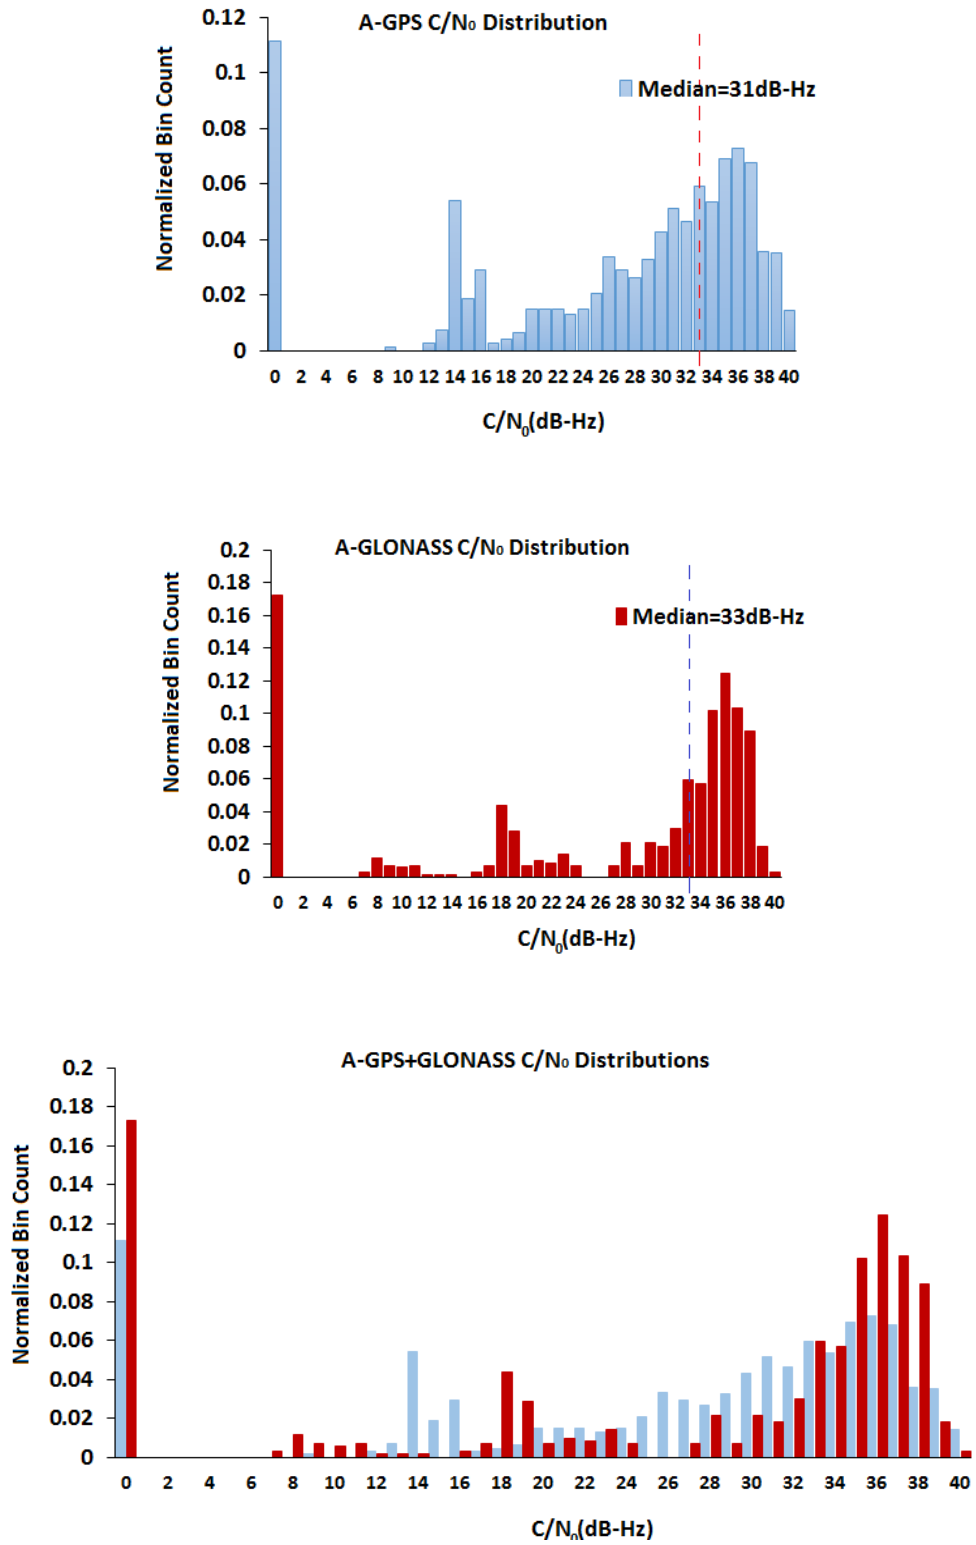 A-GPS C/N₀ Distribution
Median=31dB-Hz
Normalized Bin Count
0.12
0.1
0.08
0.06
0.04
0.02
0
0 2 4 6 8 10 12 14 16 18 20 22 24 26 28 30 32 34 36 38 40
C/N₀(dB-Hz)
A-GLONASS C/N₀ Distribution
Median=33dB-Hz
Normalized Bin Count
0.2
0.18
0.16
0.14
0.12
0.1
0.08
0.06
0.04
0.02
0
0 2 4 6 8 10 12 14 16 18 20 22 24 26 28 30 32 34 36 38 40
C/N₀(dB-Hz)
A-GPS+GLONASS C/N₀ Distributions
Normalized Bin Count
0.2
0.18
0.16
0.14
0.12
0.1
0.08
0.06
0.04
0.02
0
0 2 4 6 8 10 12 14 16 18 20 22 24 26 28 30 32 34 36 38 40
C/N₀(dB-Hz)